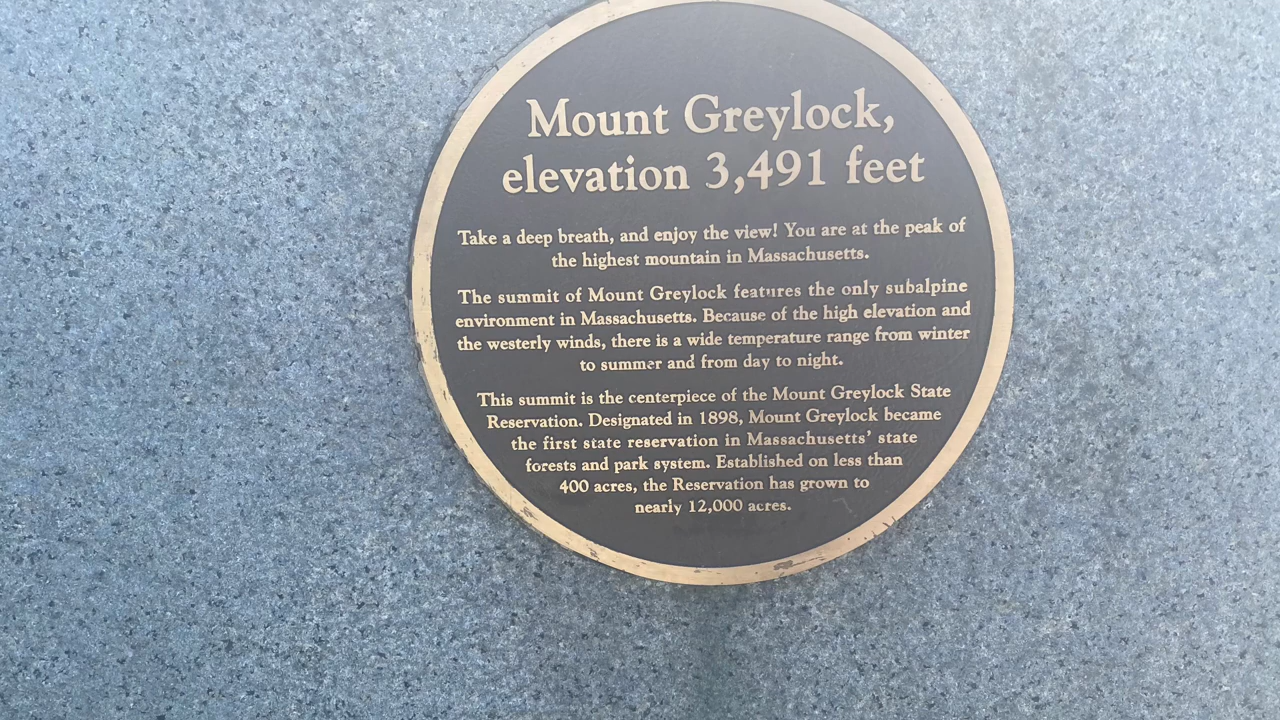 Mount Greylock,
elevation 3,491 feet
Take a deep breath, and enjoy the view! You are at the peak of
the highest mountain in Massachusetts.
The summit of Mount Greylock features the only subalpine
environment in Massachusetts. Because of the high elevation and
the westerly winds, there is a wide temperature range from winter
to summer and from day to night.
This summit is the centerpiece of the Mount Greylock State
Reservation. Designated in 1898, Mount Greylock became
the first state reservation in Massachusetts' state
forests and park system. Established on less than
400 acres, the Reservation has grown to
nearly 12,000 acres.